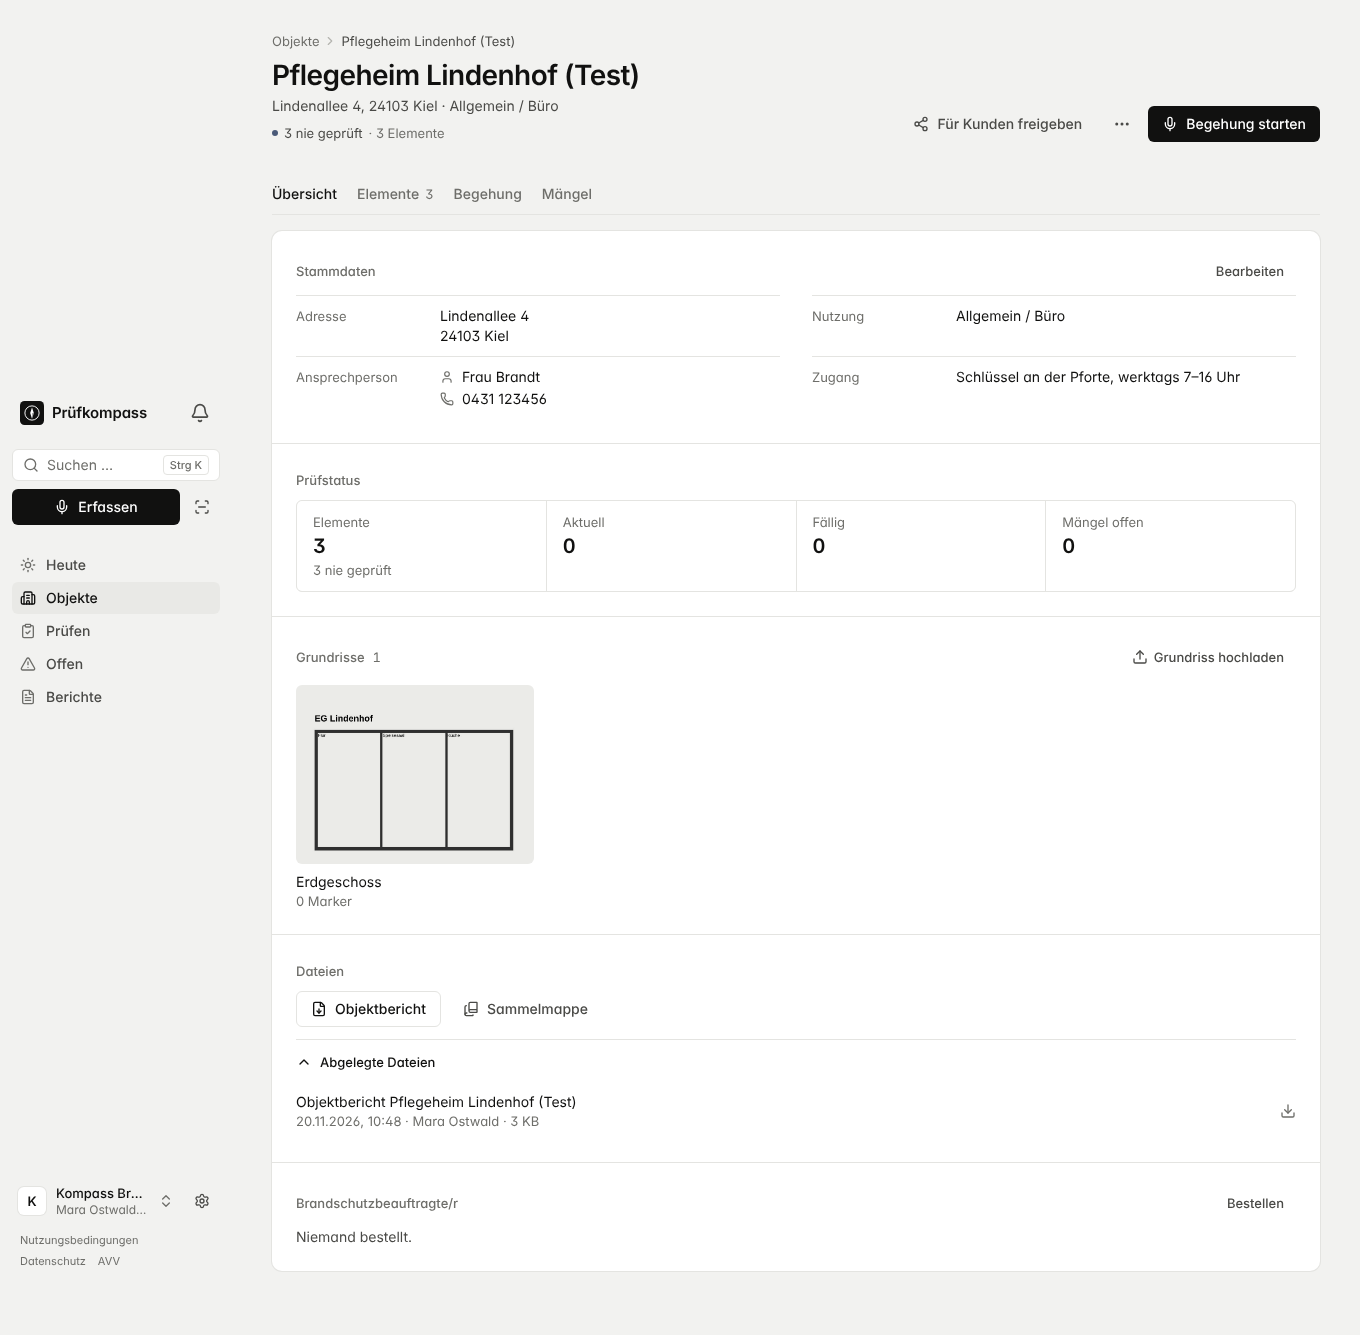 Objekte
Pflegeheim Lindenhof (Test)
Pflegeheim Lindenhof (Test)
Lindenallee 4, 24103 Kiel · Allgemein / Büro
3 nie geprüft · 3 Elemente
Für Kunden freigeben
Begehung starten
Übersicht
Elemente 3
Begehung
Mängel
Stammdaten
Bearbeiten
Adresse
Lindenallee 4
24103 Kiel
Nutzung
Allgemein / Büro
Ansprechperson
Frau Brandt
0431 123456
Zugang
Schlüssel an der Pforte, werktags 7–16 Uhr
Prüfstatus
Elemente
3
3 nie geprüft
Aktuell
0
Fällig
0
Mängel offen
0
Grundrisse 1
Grundriss hochladen
EG Lindenhof
Erdgeschoss
0 Marker
Dateien
Objektbericht
Sammelmappe
Abgelegte Dateien
Objektbericht Pflegeheim Lindenhof (Test)
20.11.2026, 10:48 · Mara Ostwald · 3 KB
Brandschutzbeauftragte/r
Bestellen
Niemand bestellt.
Prüfkompass
Suchen ...
Strg K
Erfassen
Heute
Objekte
Prüfen
Offen
Berichte
K
Kompass Br...
Mara Ostwald...
Nutzungsbedingungen
Datenschutz AVV